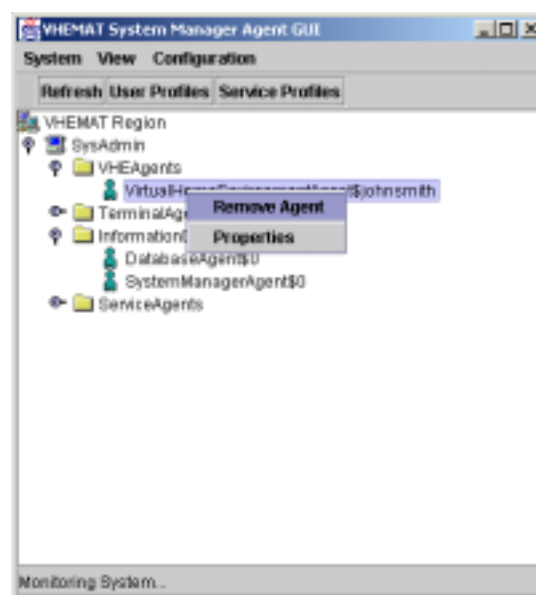 VHEMAT System Manager Agent GUI
System View Configuration
Refresh User Profiles Service Profiles
VHEMAT Region
SysAdmin
VHEAgents
VirtualHomeEnvironmentAgent$johnsmith
Remove Agent
TerminalAg
Properties
Information
DatabaseAgent$0
SystemManagerAgent$0
ServiceAgents
Monitoring System...